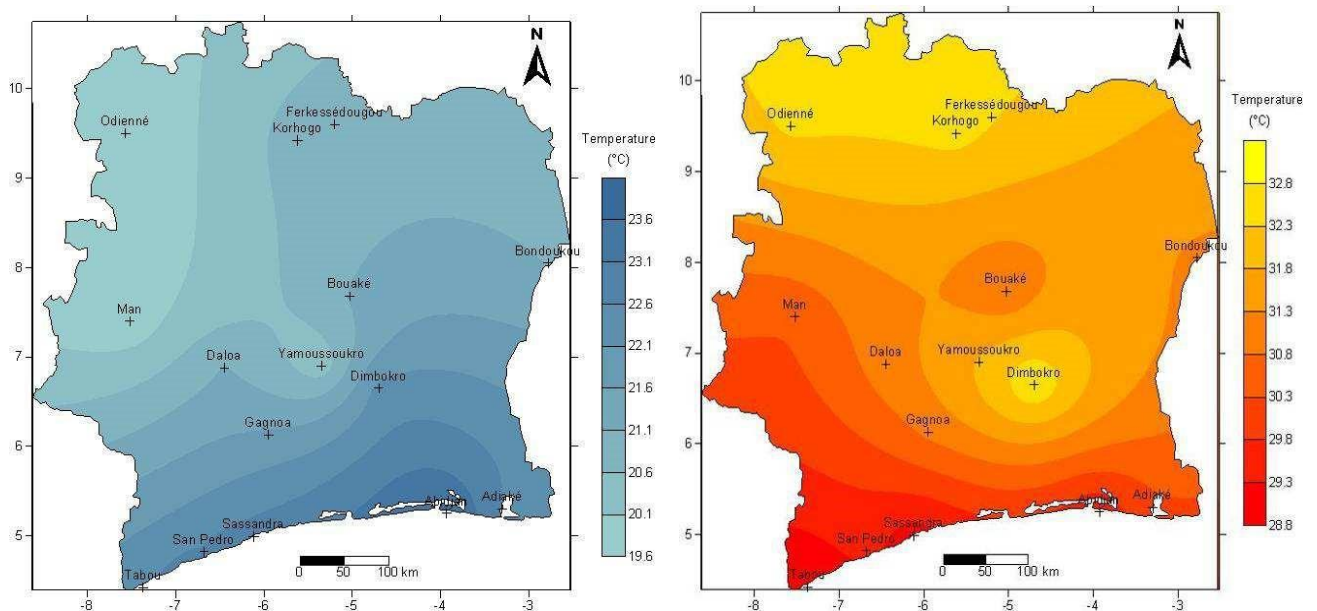 N
10
9
8
7
6
5
Odienné
Ferkessédougou
Korhogo
Bondoukou
Bouaké
Man
Daloa
Yamoussoukro
Dimbokro
Gagnoa
Abidjan
Adiaké
Sassandra
San Pedro
Tabou
0 50 100 km
-8 -7 -6 -5 -4 -3
Temperature
(°C)
23.6
23.1
22.6
22.1
21.6
21.1
20.6
20.1
19.6
N
10
9
8
7
6
5
Odienné
Ferkessédougou
Korhogo
Bondoukou
Bouaké
Man
Daloa
Yamoussoukro
Dimbokro
Gagnoa
Abidjan
Adiaké
Sassandra
San Pedro
Tabou
0 50 100 km
-8 -7 -6 -5 -4 -3
Temperature
(°C)
32.8
32.3
31.8
31.3
30.8
30.3
29.8
29.3
28.8